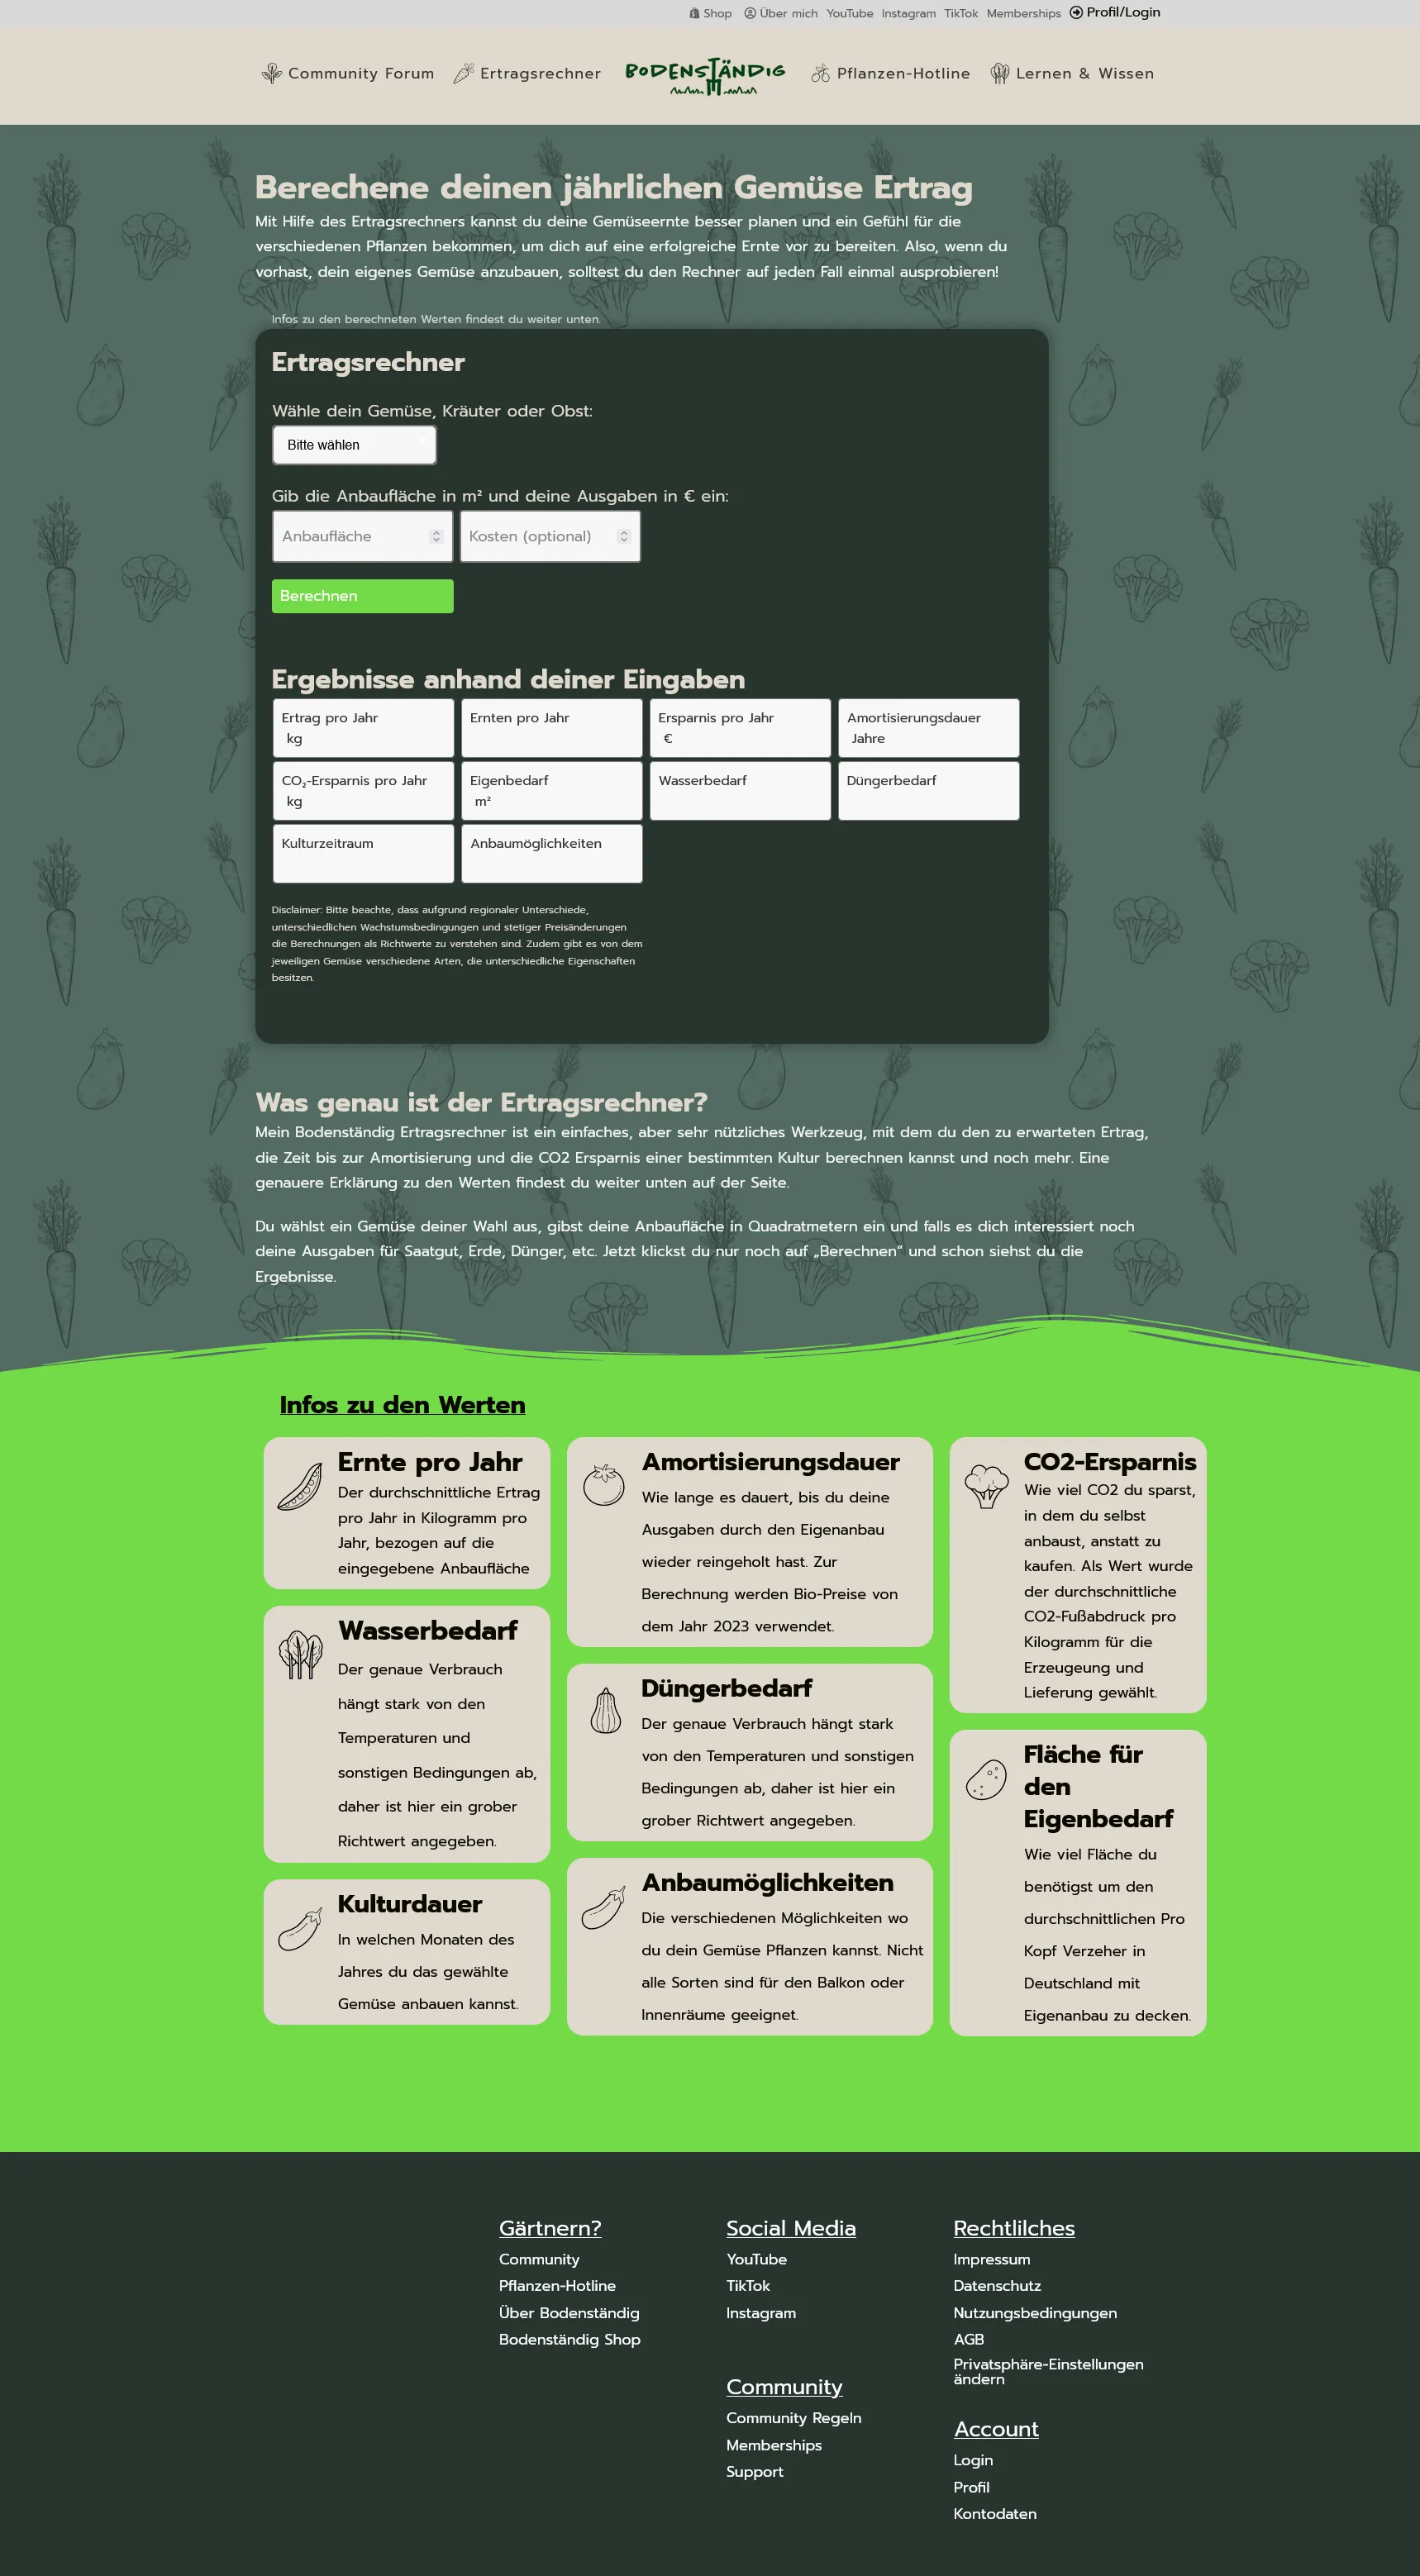 Shop Über mich YouTube Instagram TikTok Memberships Profil/Login
Community Forum Ertragsrechner BODENSTÄNDIG Pflanzen-Hotline Lernen & Wissen
Berechene deinen jährlichen Gemüse Ertrag
Mit Hilfe des Ertragsrechners kannst du deine Gemüseernte besser planen und ein Gefühl für die
verschiedenen Pflanzen bekommen, um dich auf eine erfolgreiche Ernte vor zu bereiten. Also, wenn du
vorhast, dein eigenes Gemüse anzubauen, solltest du den Rechner auf jeden Fall einmal ausprobieren!
Infos zu den berechneten Werten findest du weiter unten.
Ertragsrechner
Wähle dein Gemüse, Kräuter oder Obst:
Bitte wählen
Gib die Anbaufläche in m² und deine Ausgaben in € ein:
Anbaufläche Kosten (optional)
Berechnen
Ergebnisse anhand deiner Eingaben
Ertrag pro Jahr
kg
Ernten pro Jahr
Ersparnis pro Jahr
€
Amortisierungsdauer
Jahre
CO₂-Ersparnis pro Jahr
kg
Eigenbedarf
m²
Wasserbedarf
Düngerbedarf
Kulturzeitraum
Anbaumöglichkeiten
Disclaimer: Bitte beachte, dass aufgrund regionaler Unterschiede,
unterschiedlichen Wachstumsbedingungen und stetiger Preisänderungen
die Berechnungen als Richtwerte zu verstehen sind. Zudem gibt es von dem
jeweiligen Gemüse verschiedene Arten, die unterschiedliche Eigenschaften
besitzen.
Was genau ist der Ertragsrechner?
Mein Bodenständig Ertragsrechner ist ein einfaches, aber sehr nützliches Werkzeug, mit dem du den zu erwarteten Ertrag,
die Zeit bis zur Amortisierung und die CO2 Ersparnis einer bestimmten Kultur berechnen kannst und noch mehr. Eine
genauere Erklärung zu den Werten findest du weiter unten auf der Seite.
Du wählst ein Gemüse deiner Wahl aus, gibst deine Anbaufläche in Quadratmetern ein und falls es dich interessiert noch
deine Ausgaben für Saatgut, Erde, Dünger, etc. Jetzt klickst du nur noch auf „Berechnen“ und schon siehst du die
Ergebnisse.
Infos zu den Werten
Ernte pro Jahr
Der durchschnittliche Ertrag
pro Jahr in Kilogramm pro
Jahr, bezogen auf die
eingegebene Anbaufläche
Wasserbedarf
Der genaue Verbrauch
hängt stark von den
Temperaturen und
sonstigen Bedingungen ab,
daher ist hier ein grober
Richtwert angegeben.
Kulturdauer
In welchen Monaten des
Jahres du das gewählte
Gemüse anbauen kannst.
Amortisierungsdauer
Wie lange es dauert, bis du deine
Ausgaben durch den Eigenanbau
wieder reingeholt hast. Zur
Berechnung werden Bio-Preise von
dem Jahr 2023 verwendet.
Düngerbedarf
Der genaue Verbrauch hängt stark
von den Temperaturen und sonstigen
Bedingungen ab, daher ist hier ein
grober Richtwert angegeben.
Anbaumöglichkeiten
Die verschiedenen Möglichkeiten wo
du dein Gemüse Pflanzen kannst. Nicht
alle Sorten sind für den Balkon oder
Innenräume geeignet.
CO2-Ersparnis
Wie viel CO2 du sparst,
in dem du selbst
anbaust, anstatt zu
kaufen. Als Wert wurde
der durchschnittliche
CO2-Fußabdruck pro
Kilogramm für die
Erzeugeung und
Lieferung gewählt.
Fläche für
den
Eigenbedarf
Wie viel Fläche du
benötigst um den
durchschnittlichen Pro
Kopf Verzeher in
Deutschland mit
Eigenanbau zu decken.
Gärtnern?
Community
Pflanzen-Hotline
Über Bodenständig
Bodenständig Shop
Social Media
YouTube
TikTok
Instagram
Community
Community Regeln
Memberships
Support
Rechtlilches
Impressum
Datenschutz
Nutzungsbedingungen
AGB
Privatsphäre-Einstellungen
ändern
Account
Login
Profil
Kontodaten